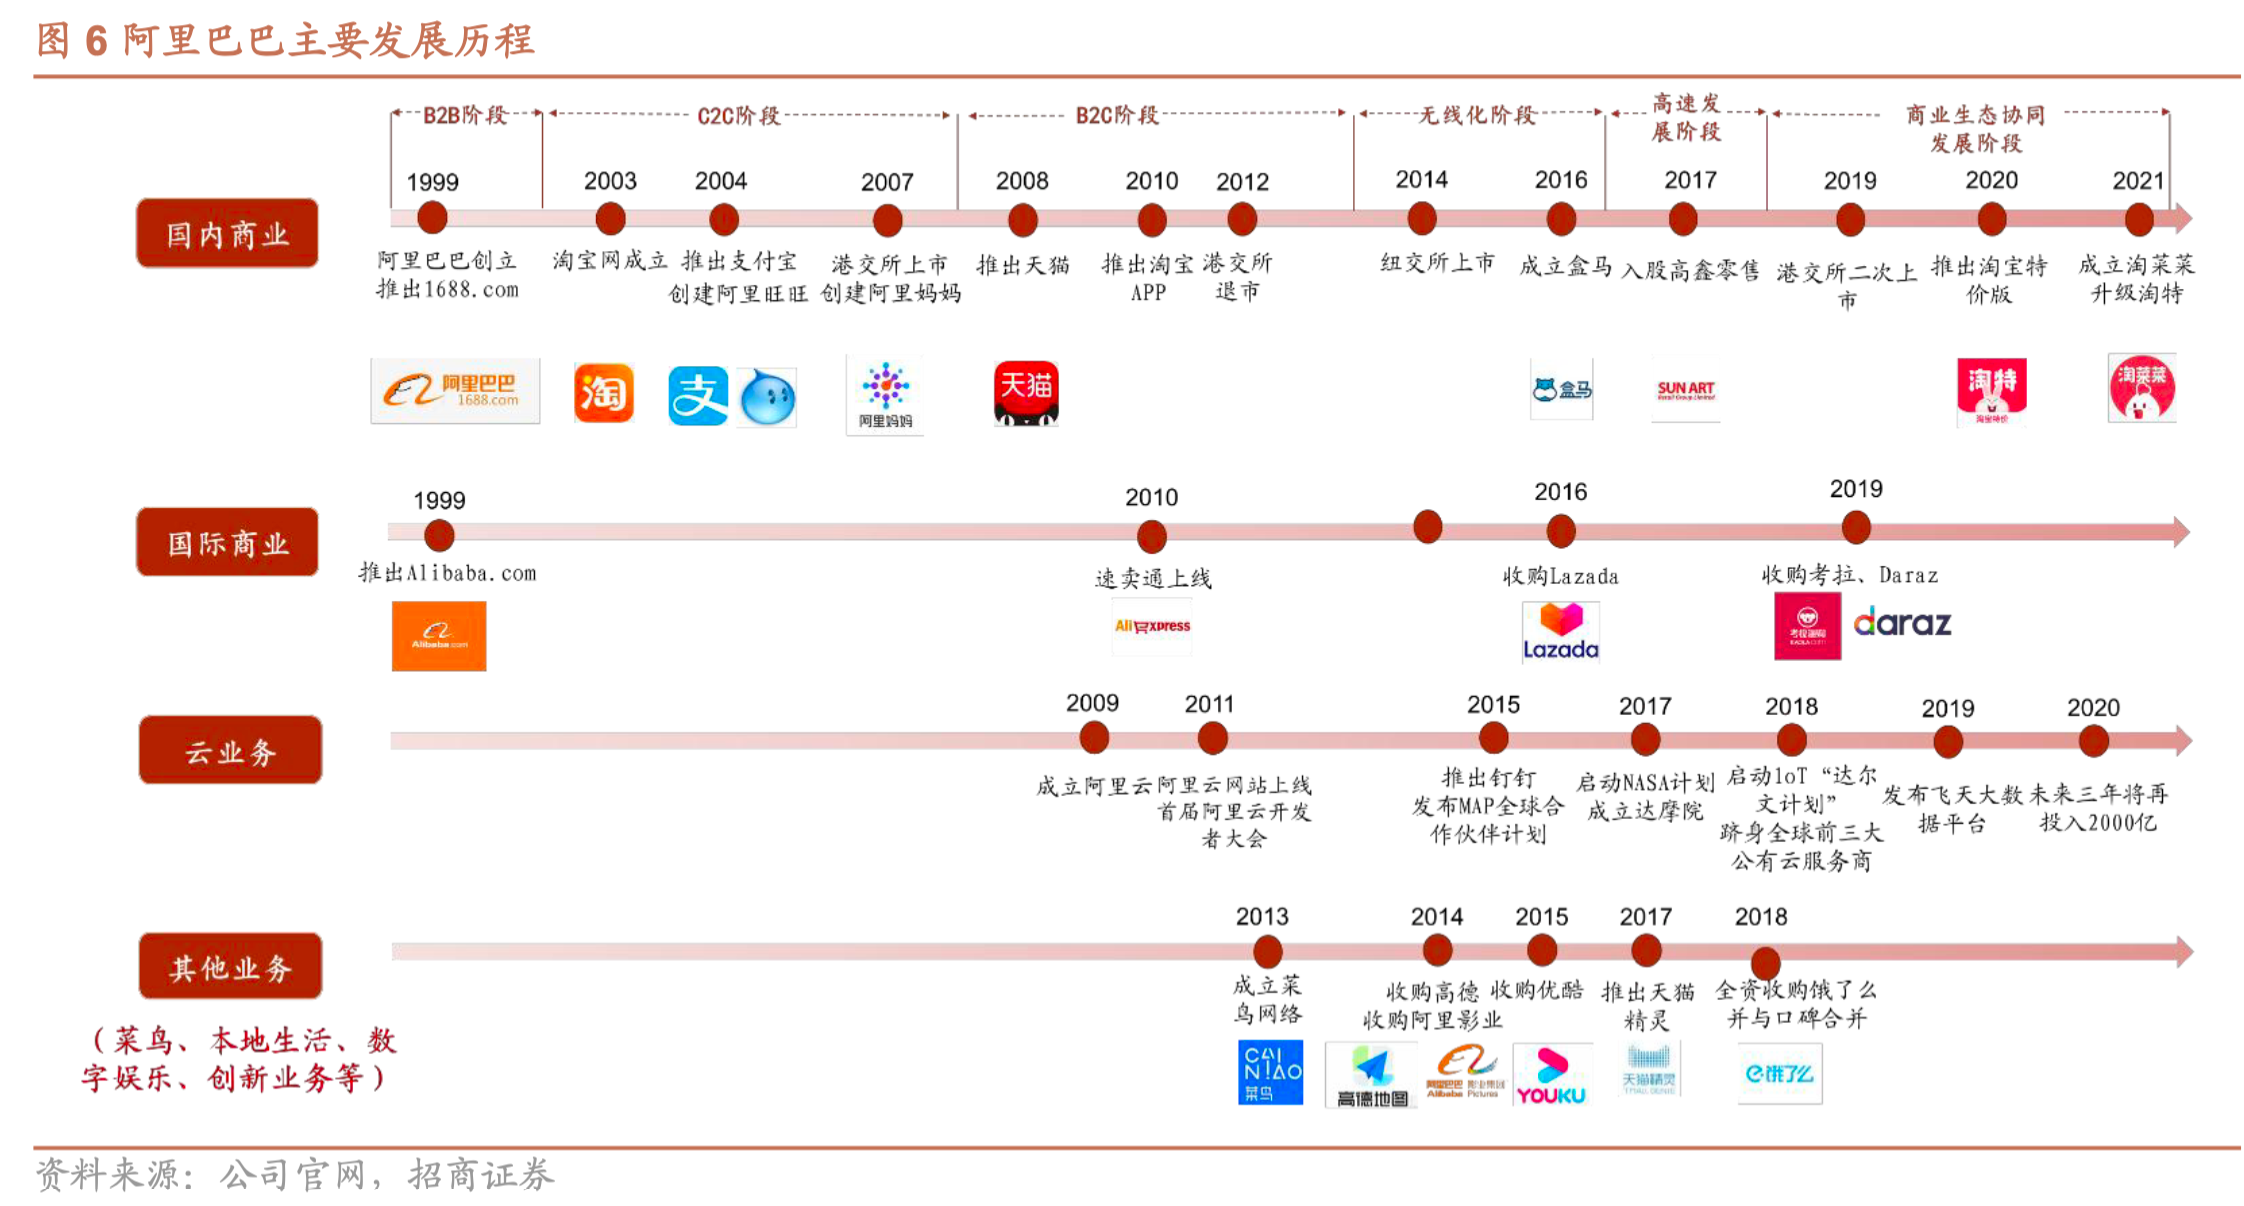 图 6 阿里巴巴主要发展历程
B2B阶段
C2C阶段
B2C阶段
无线化阶段
高速发
展阶段
商业生态协同
发展阶段
国内商业
1999
2003
2004
2007
2008
2010
2012
2014
2016
2017
2019
2020
2021
阿里巴巴创立
推出1688.com
淘宝网成立
推出支付宝
创建阿里旺旺
港交所上市
创建阿里妈妈
推出天猫
推出淘宝
APP
港交所
退市
纽交所上市
成立盒马
入股高鑫零售
港交所二次上
市
推出淘宝特
价版
成立淘菜菜
升级淘特
阿里巴巴
1688.com
淘
支
阿里妈妈
天猫
盒马
SUN ART
Retail Group Limited
淘特
淘宝特价
淘菜菜
国际商业
1999
2010
2016
2019
推出Alibaba.com
速卖通上线
收购Lazada
收购考拉、Daraz
Alibaba.com
AliExpress
Lazada
考拉海购
KAOLA.COM
daraz
云业务
2009
2011
2015
2017
2018
2019
2020
成立阿里云
阿里云网站上线
首届阿里云开发
者大会
推出钉钉
发布MAP全球合
作伙伴计划
启动NASA计划
成立达摩院
启动loT“达尔
文计划”
跻身全球前三大
公有云服务商
发布飞天大数
据平台
未来三年将再
投入2000亿
其他业务
（菜鸟、本地生活、数
字娱乐、创新业务等）
2013
2014
2015
2017
2018
成立菜
鸟网络
收购高德
收购阿里影业
收购优酷
推出天猫
精灵
全资收购饿了么
并与口碑合并
CAI
NIAO
菜鸟
高德地图
阿里巴巴 影业集团
Alibaba Pictures
YOUKU
天猫精灵
TMALL GENIE
饿了么
资料来源：公司官网，招商证券